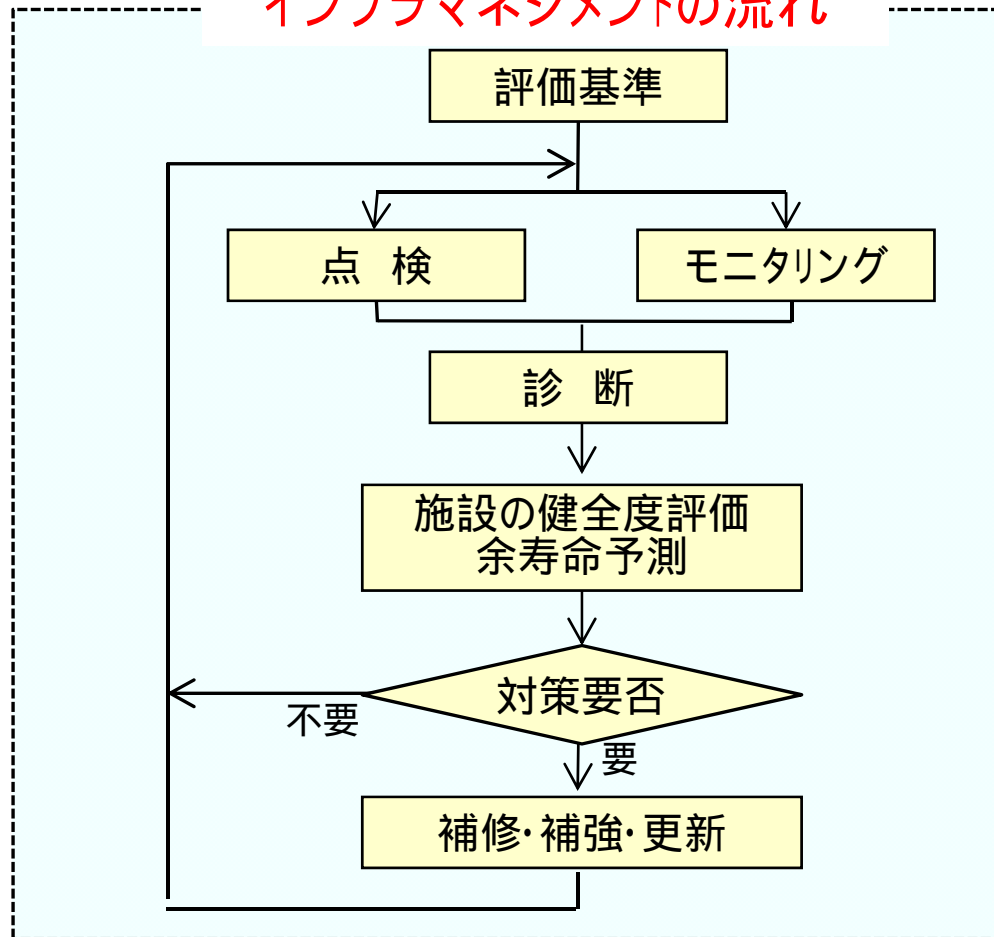 インフラマネジメントの流れ
評価基準
点 検
モニタリング
診 断
施設の健全度評価
余寿命予測
対策要否
不要
要
補修・補強・更新